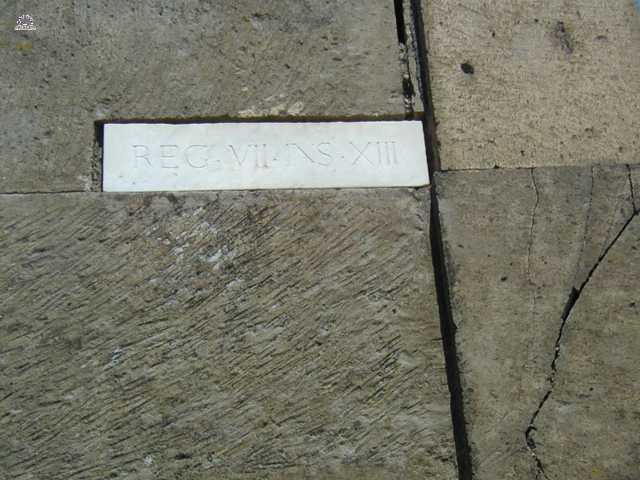 REG · VII · INS · XIII